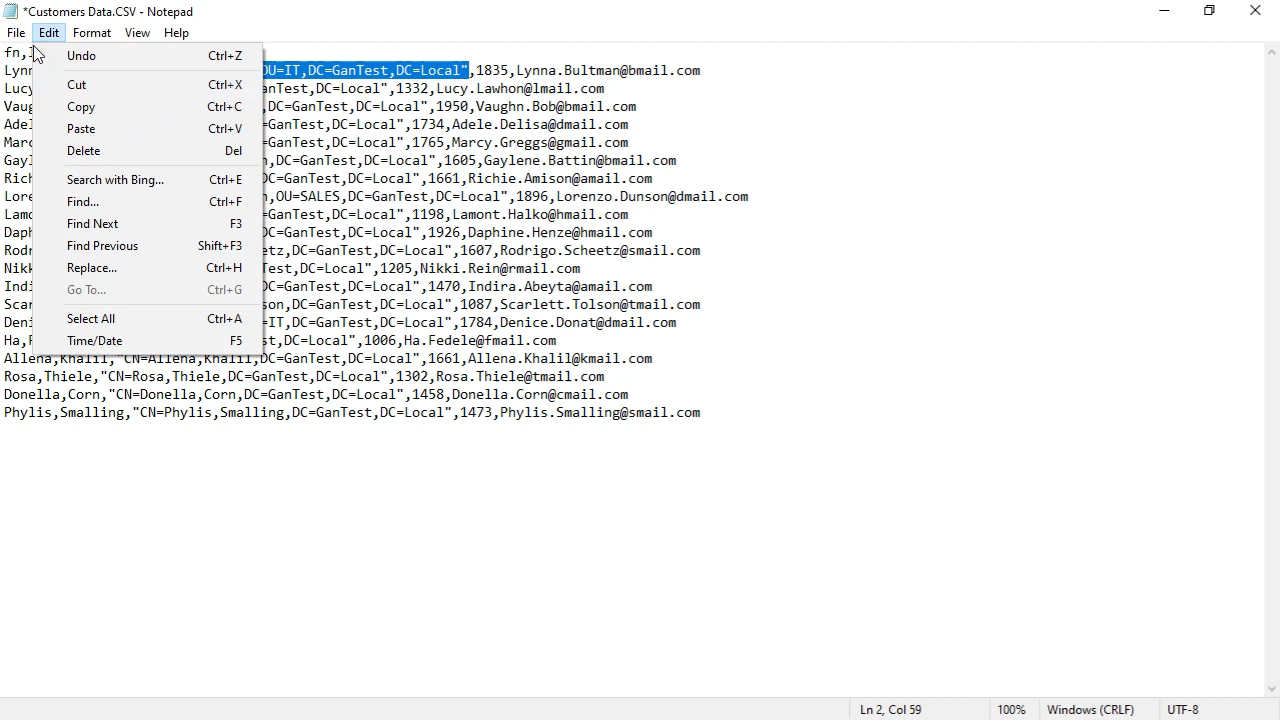 *Customers Data.CSV - Notepad
File Edit Format View Help
fn,
Undo Ctrl+Z
Cut Ctrl+X
Copy Ctrl+C
Paste Ctrl+V
Delete Del
Search with Bing... Ctrl+E
Find... Ctrl+F
Find Next F3
Find Previous Shift+F3
Replace... Ctrl+H
Go To... Ctrl+G
Select All Ctrl+A
Time/Date F5
Lynn OU=IT,DC=GanTest,DC=Local",1835,Lynna.Bultman@bmail.com
Lucy anTest,DC=Local",1332,Lucy.Lawhon@lmail.com
Vaug ,DC=GanTest,DC=Local",1950,Vaughn.Bob@bmail.com
Adel =GanTest,DC=Local",1734,Adele.Delisa@dmail.com
Marc =GanTest,DC=Local",1765,Marcy.Greggs@gmail.com
Gayl n,DC=GanTest,DC=Local",1605,Gaylene.Battin@bmail.com
Rich DC=GanTest,DC=Local",1661,Richie.Amison@amail.com
Lore n,OU=SALES,DC=GanTest,DC=Local",1896,Lorenzo.Dunson@dmail.com
Lamo =GanTest,DC=Local",1198,Lamont.Halko@hmail.com
Daph DC=GanTest,DC=Local",1926,Daphine.Henze@hmail.com
Rodr etz,DC=GanTest,DC=Local",1607,Rodrigo.Scheetz@smail.com
Nikk Test,DC=Local",1205,Nikki.Rein@rmail.com
Indi DC=GanTest,DC=Local",1470,Indira.Abeyta@amail.com
Scar son,DC=GanTest,DC=Local",1087,Scarlett.Tolson@tmail.com
Deni =IT,DC=GanTest,DC=Local",1784,Denice.Donat@dmail.com
Ha,F st,DC=Local",1006,Ha.Fedele@fmail.com
Allena,Khalil,"CN=Allena,Khalil,DC=GanTest,DC=Local",1661,Allena.Khalil@kmail.com
Rosa,Thiele,"CN=Rosa,Thiele,DC=GanTest,DC=Local",1302,Rosa.Thiele@tmail.com
Donella,Corn,"CN=Donella,Corn,DC=GanTest,DC=Local",1458,Donella.Corn@cmail.com
Phylis,Smalling,"CN=Phylis,Smalling,DC=GanTest,DC=Local",1473,Phylis.Smalling@smail.com
Ln 2, Col 59 100% Windows (CRLF) UTF-8